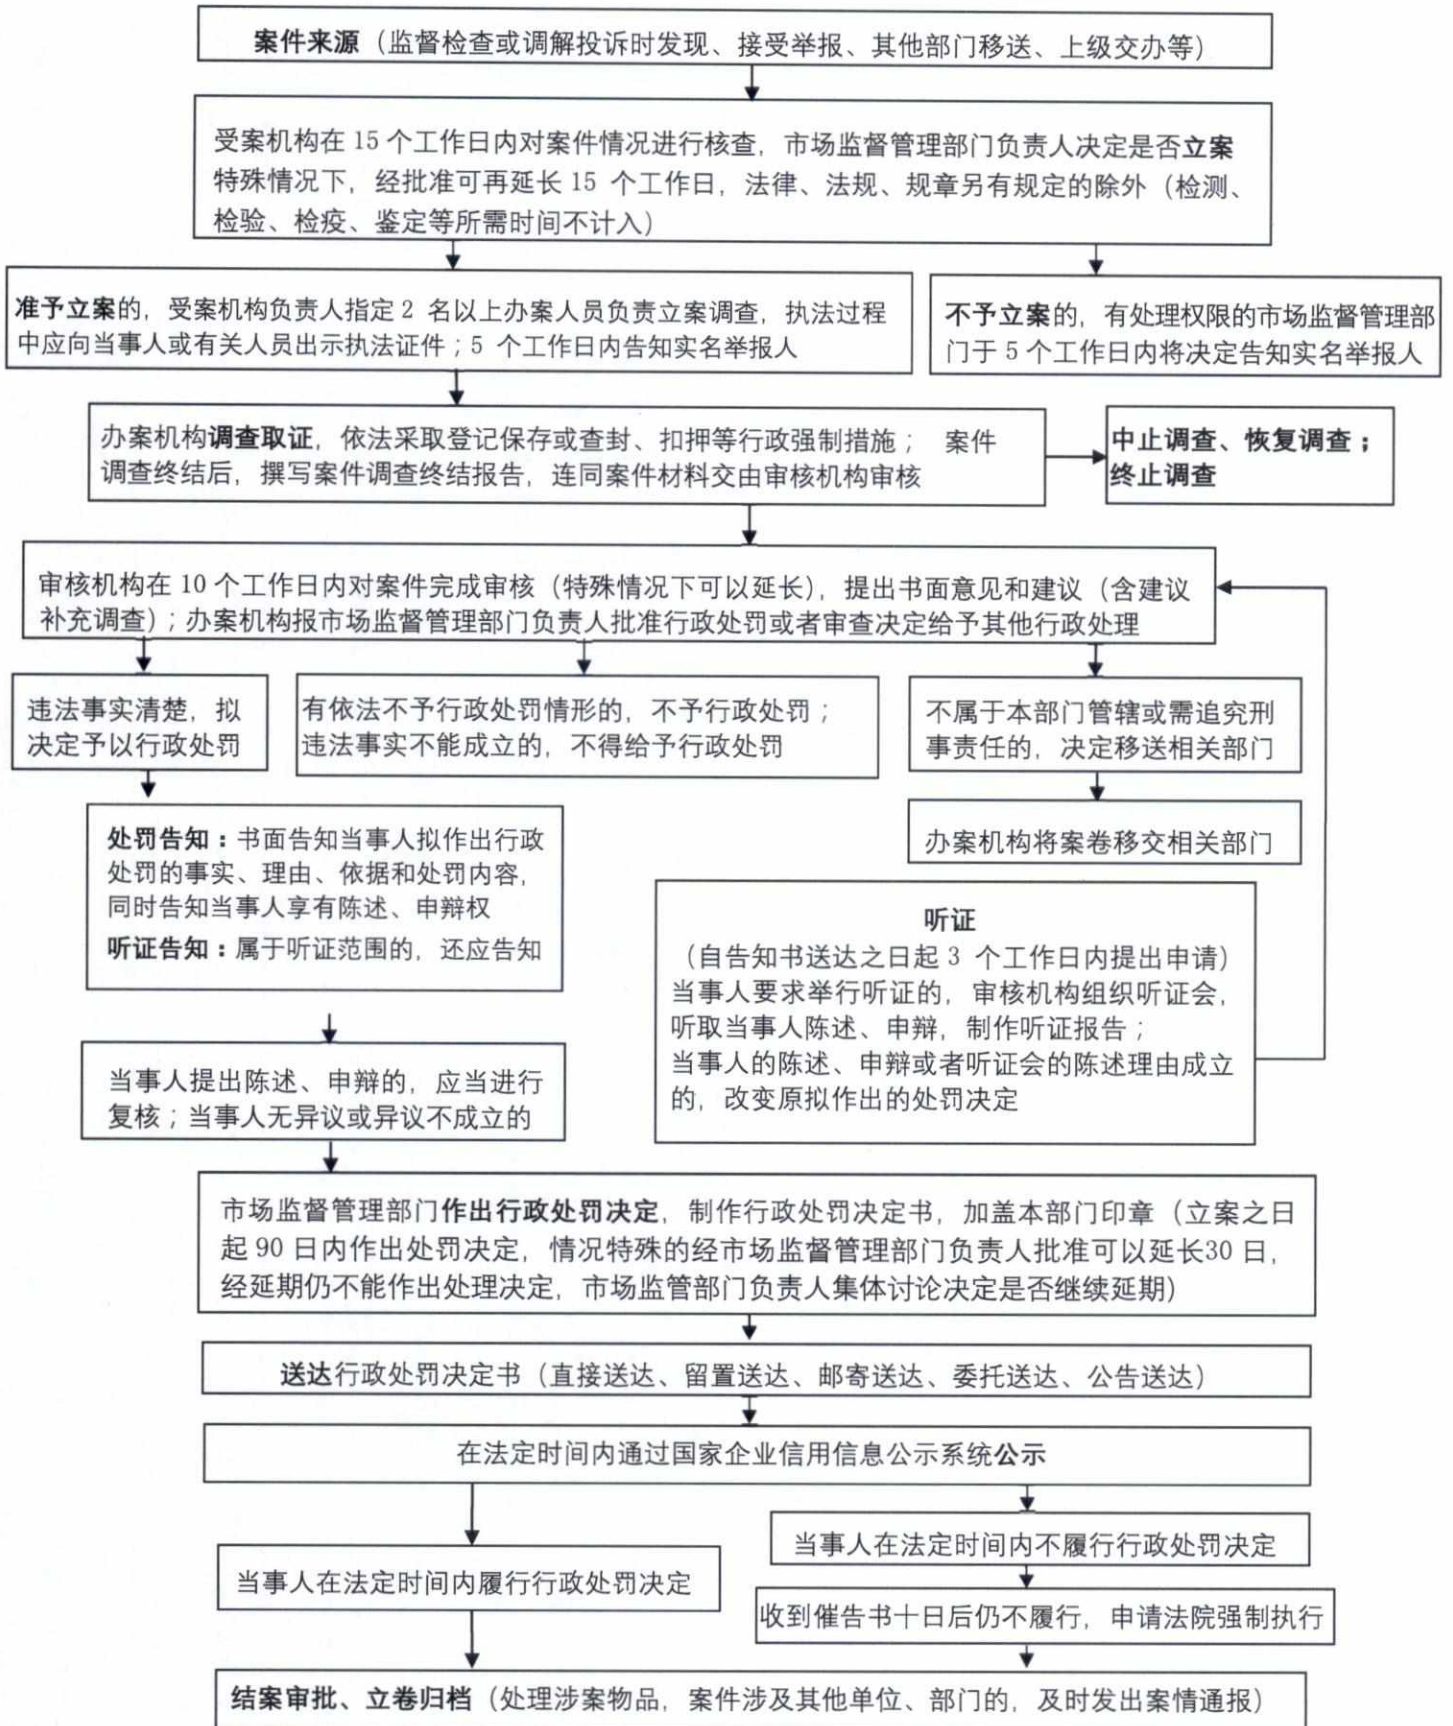 案件来源（监督检查或调解投诉时发现、接受举报、其他部门移送、上级交办等）
受案机构在 15 个工作日内对案件情况进行核查，市场监督管理部门负责人决定是否立案
特殊情况下，经批准可再延长 15 个工作日，法律、法规、规章另有规定的除外（检测、
检验、检疫、鉴定等所需时间不计入）
准予立案的，受案机构负责人指定 2 名以上办案人员负责立案调查，执法过程
中应向当事人或有关人员出示执法证件；5 个工作日内告知实名举报人
不予立案的，有处理权限的市场监督管理部
门于 5 个工作日内将决定告知实名举报人
办案机构调查取证，依法采取登记保存或查封、扣押等行政强制措施； 案件
调查终结后，撰写案件调查终结报告，连同案件材料交由审核机构审核
中止调查、恢复调查；
终止调查
审核机构在 10 个工作日内对案件完成审核（特殊情况下可以延长），提出书面意见和建议（含建议
补充调查）；办案机构报市场监督管理部门负责人批准行政处罚或者审查决定给予其他行政处理
违法事实清楚，拟
决定予以行政处罚
有依法不予行政处罚情形的，不予行政处罚；
违法事实不能成立的，不得给予行政处罚
不属于本部门管辖或需追究刑
事责任的，决定移送相关部门
办案机构将案卷移交相关部门
处罚告知：书面告知当事人拟作出行政
处罚的事实、理由、依据和处罚内容，
同时告知当事人享有陈述、申辩权
听证告知：属于听证范围的，还应告知
听证
（自告知书送达之日起 3 个工作日内提出申请）
当事人要求举行听证的，审核机构组织听证会，
听取当事人陈述、申辩，制作听证报告；
当事人的陈述、申辩或者听证会的陈述理由成立
的，改变原拟作出的处罚决定
当事人提出陈述、申辩的，应当进行
复核；当事人无异议或异议不成立的
市场监督管理部门作出行政处罚决定，制作行政处罚决定书，加盖本部门印章（立案之日
起 90 日内作出处罚决定，情况特殊的经市场监督管理部门负责人批准可以延长30 日，
经延期仍不能作出处理决定，市场监管部门负责人集体讨论决定是否继续延期）
送达行政处罚决定书（直接送达、留置送达、邮寄送达、委托送达、公告送达）
在法定时间内通过国家企业信用信息公示系统公示
当事人在法定时间内不履行行政处罚决定
当事人在法定时间内履行行政处罚决定
收到催告书十日后仍不履行，申请法院强制执行
结案审批、立卷归档（处理涉案物品，案件涉及其他单位、部门的，及时发出案情通报）